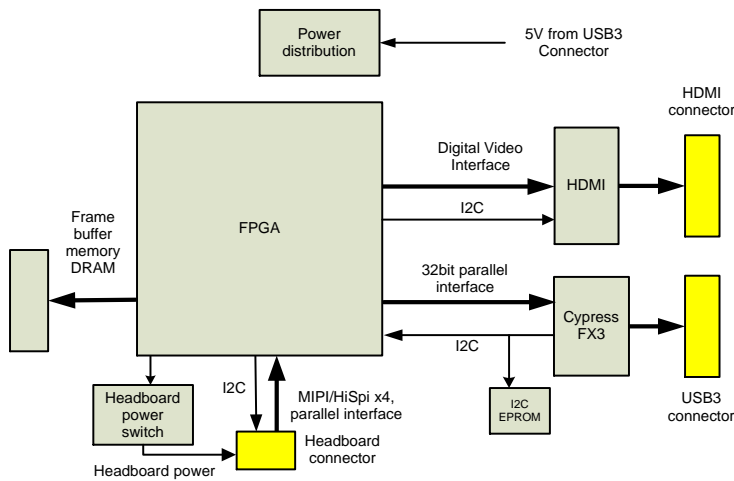 Power
distribution
5V from USB3
Connector
HDMI
connector
Digital Video
Interface
HDMI
I2C
FPGA
Frame
buffer
memory
DRAM
32bit parallel
interface
Cypress
FX3
I2C
I2C
EPROM
USB3
connector
Headboard
power
switch
I2C
MIPI/HiSpi x4,
parallel interface
Headboard
connector
Headboard power